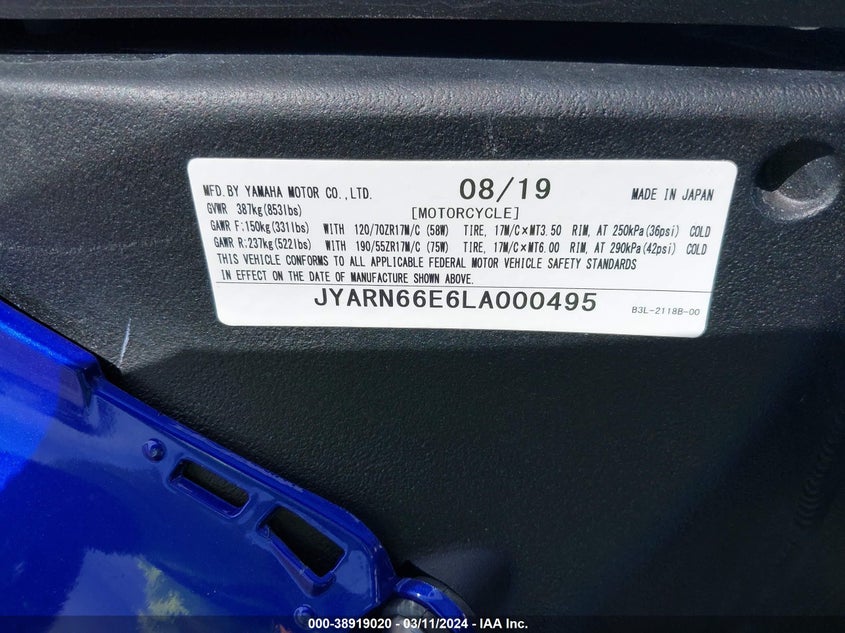 MFD.BY YAMAHA MOTOR CO.,LTD. 08/19 MADE IN JAPAN
GVWR 387kg(853lbs) [MOTORCYCLE]
GAWR F:150kg(331lbs) WITH 120/70ZR17M/C (58W) TIRE, 17M/C×MT3.50 RIM, AT 250kPa(36psi) COLD
GAWR R:237kg(522lbs) WITH 190/55ZR17M/C (75W) TIRE, 17M/C×MT6.00 RIM, AT 290kPa(42psi) COLD
THIS VEHICLE CONFORMS TO ALL APPLICABLE FEDERAL MOTOR VEHICLE SAFETY STANDARDS
IN EFFECT ON THE DATE OF MANUFACTURE SHOWN ABOVE.
JYARN66E6LA000495 B3L-2118B-00
000-38919020 — 03/11/2024 — IAA Inc.